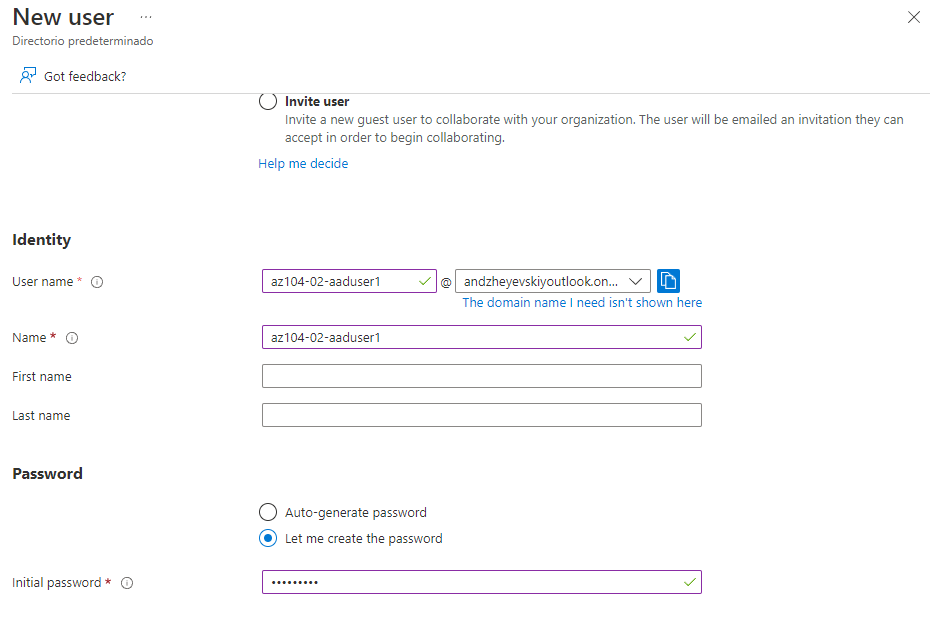 New user ...
Directorio predeterminado
Got feedback?
Invite user
Invite a new guest user to collaborate with your organization. The user will be emailed an invitation they can
accept in order to begin collaborating.
Help me decide
Identity
User name * az104-02-aaduser1 @ andzheyevskiyoutlook.on...
The domain name I need isn't shown here
Name * az104-02-aaduser1
First name
Last name
Password
Auto-generate password
Let me create the password
Initial password * •••••••••